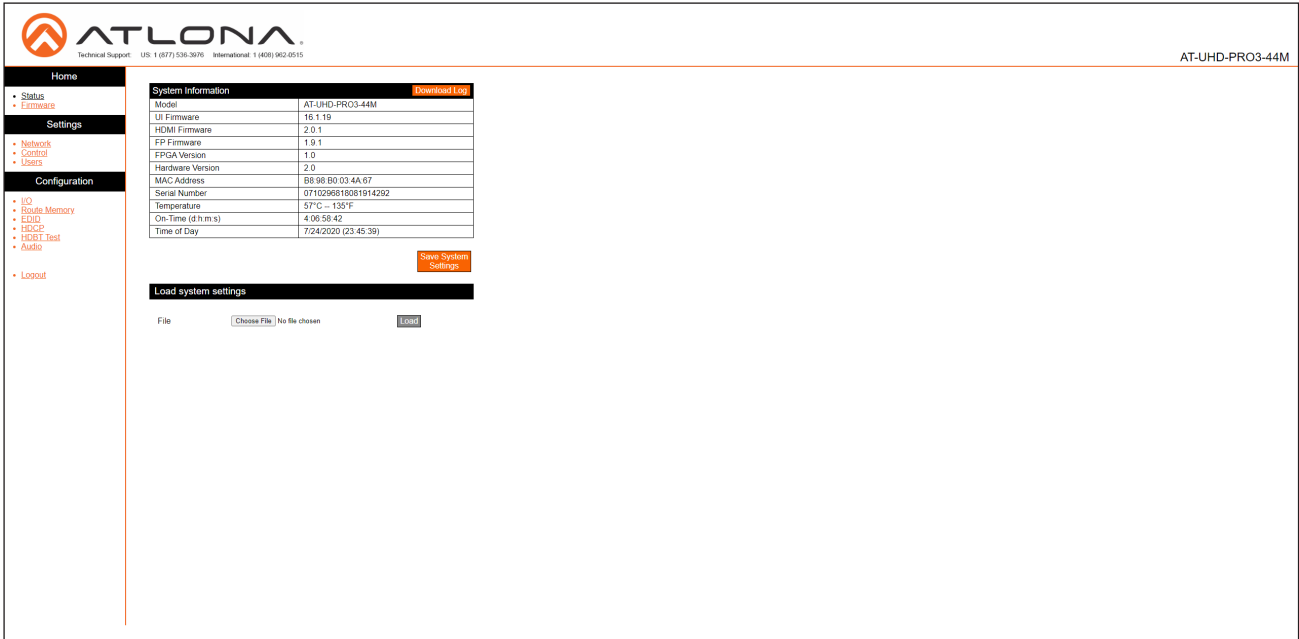 ATLONA.
Technical Support: US: 1 (877) 536-3976 International: 1 (408) 962-0515
AT-UHD-PRO3-44M
Home
Status
Firmware
Settings
Network
Control
Users
Configuration
I/O
Route Memory
EDID
HDCP
HDBT Test
Audio
Logout
System Information Download Log
Model AT-UHD-PRO3-44M
UI Firmware 16.1.19
HDMI Firmware 2.0.1
FP Firmware 1.9.1
FPGA Version 1.0
Hardware Version 2.0
MAC Address B8:98:B0:03:4A:67
Serial Number 0710296818081914292
Temperature 57°C -- 135°F
On-Time (d:h:m:s) 4:06:58:42
Time of Day 7/24/2020 (23:45:39)
Save System
Settings
Load system settings
File Choose File No file chosen Load